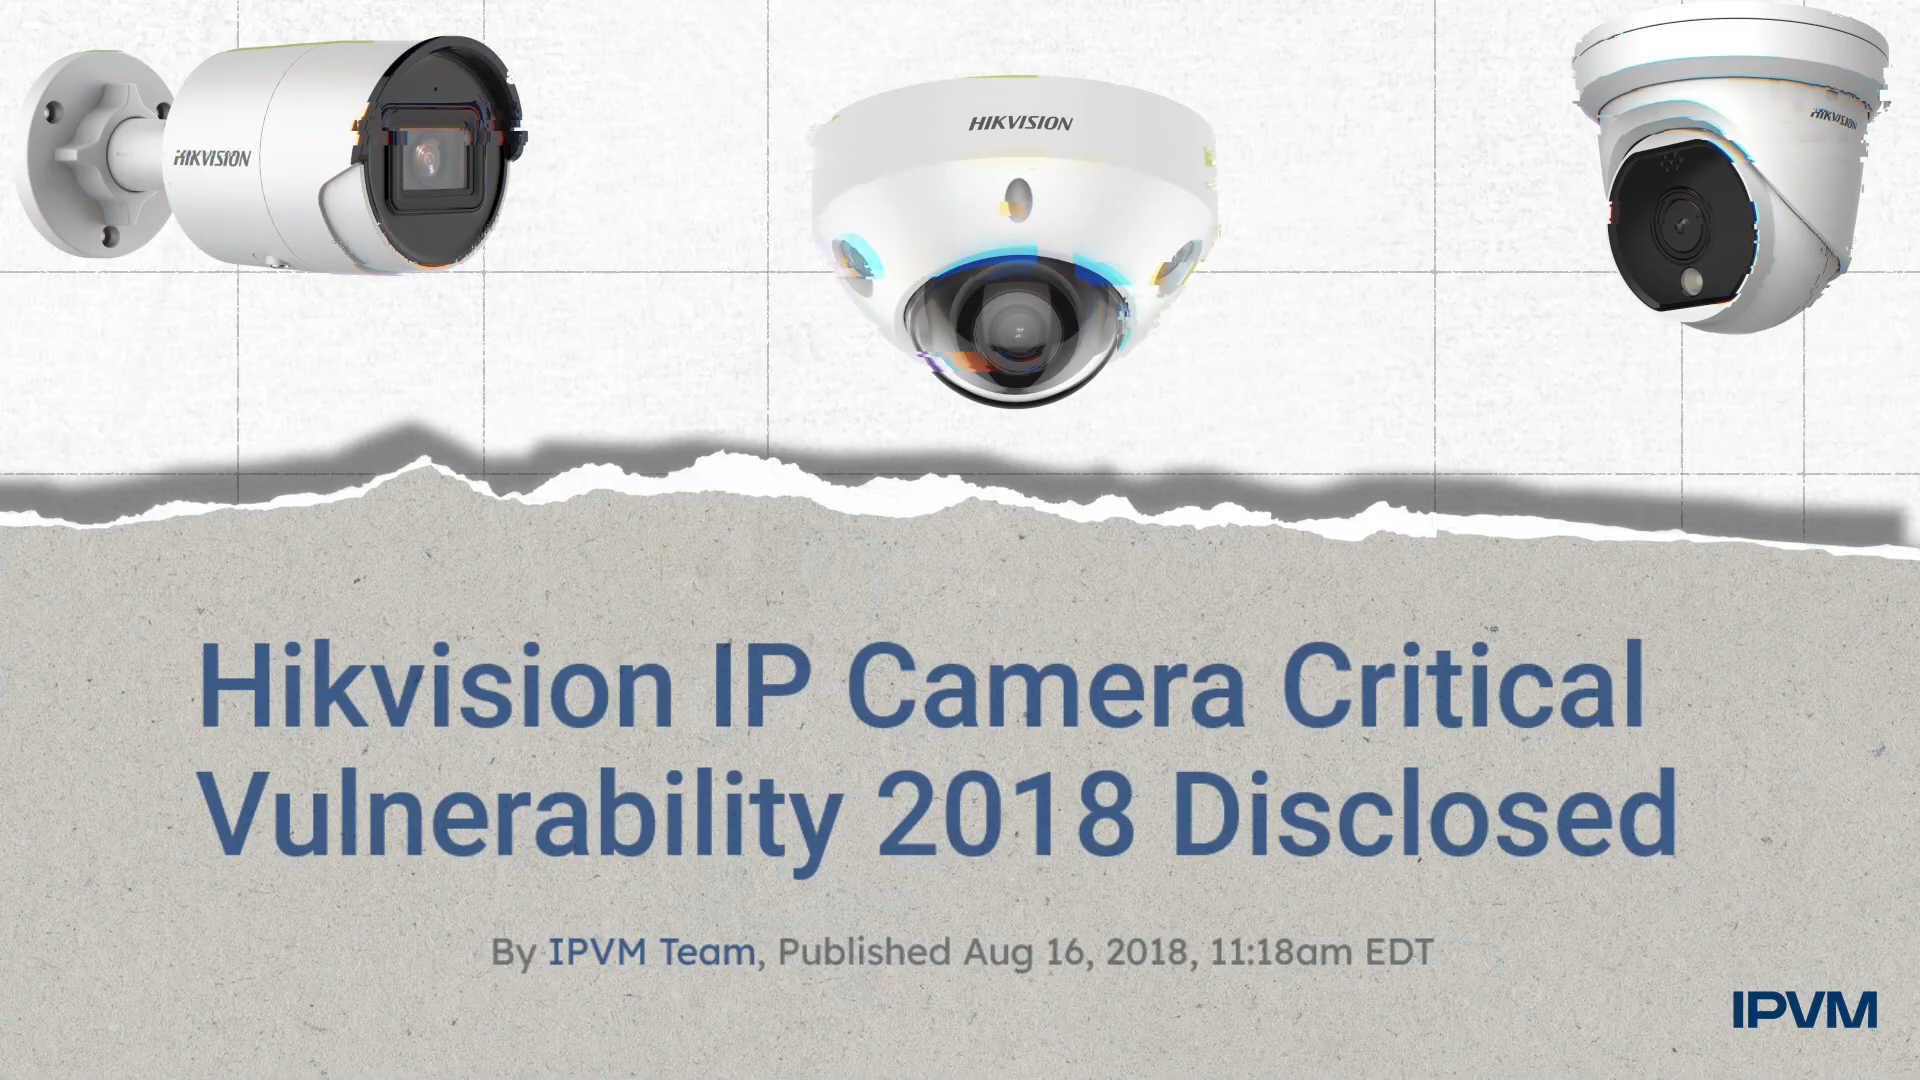 HIKVISION
HIKVISION
HIKVISION
Hikvision IP Camera Critical
Vulnerability 2018 Disclosed
By IPVM Team, Published Aug 16, 2018, 11:18am EDT
IPVM